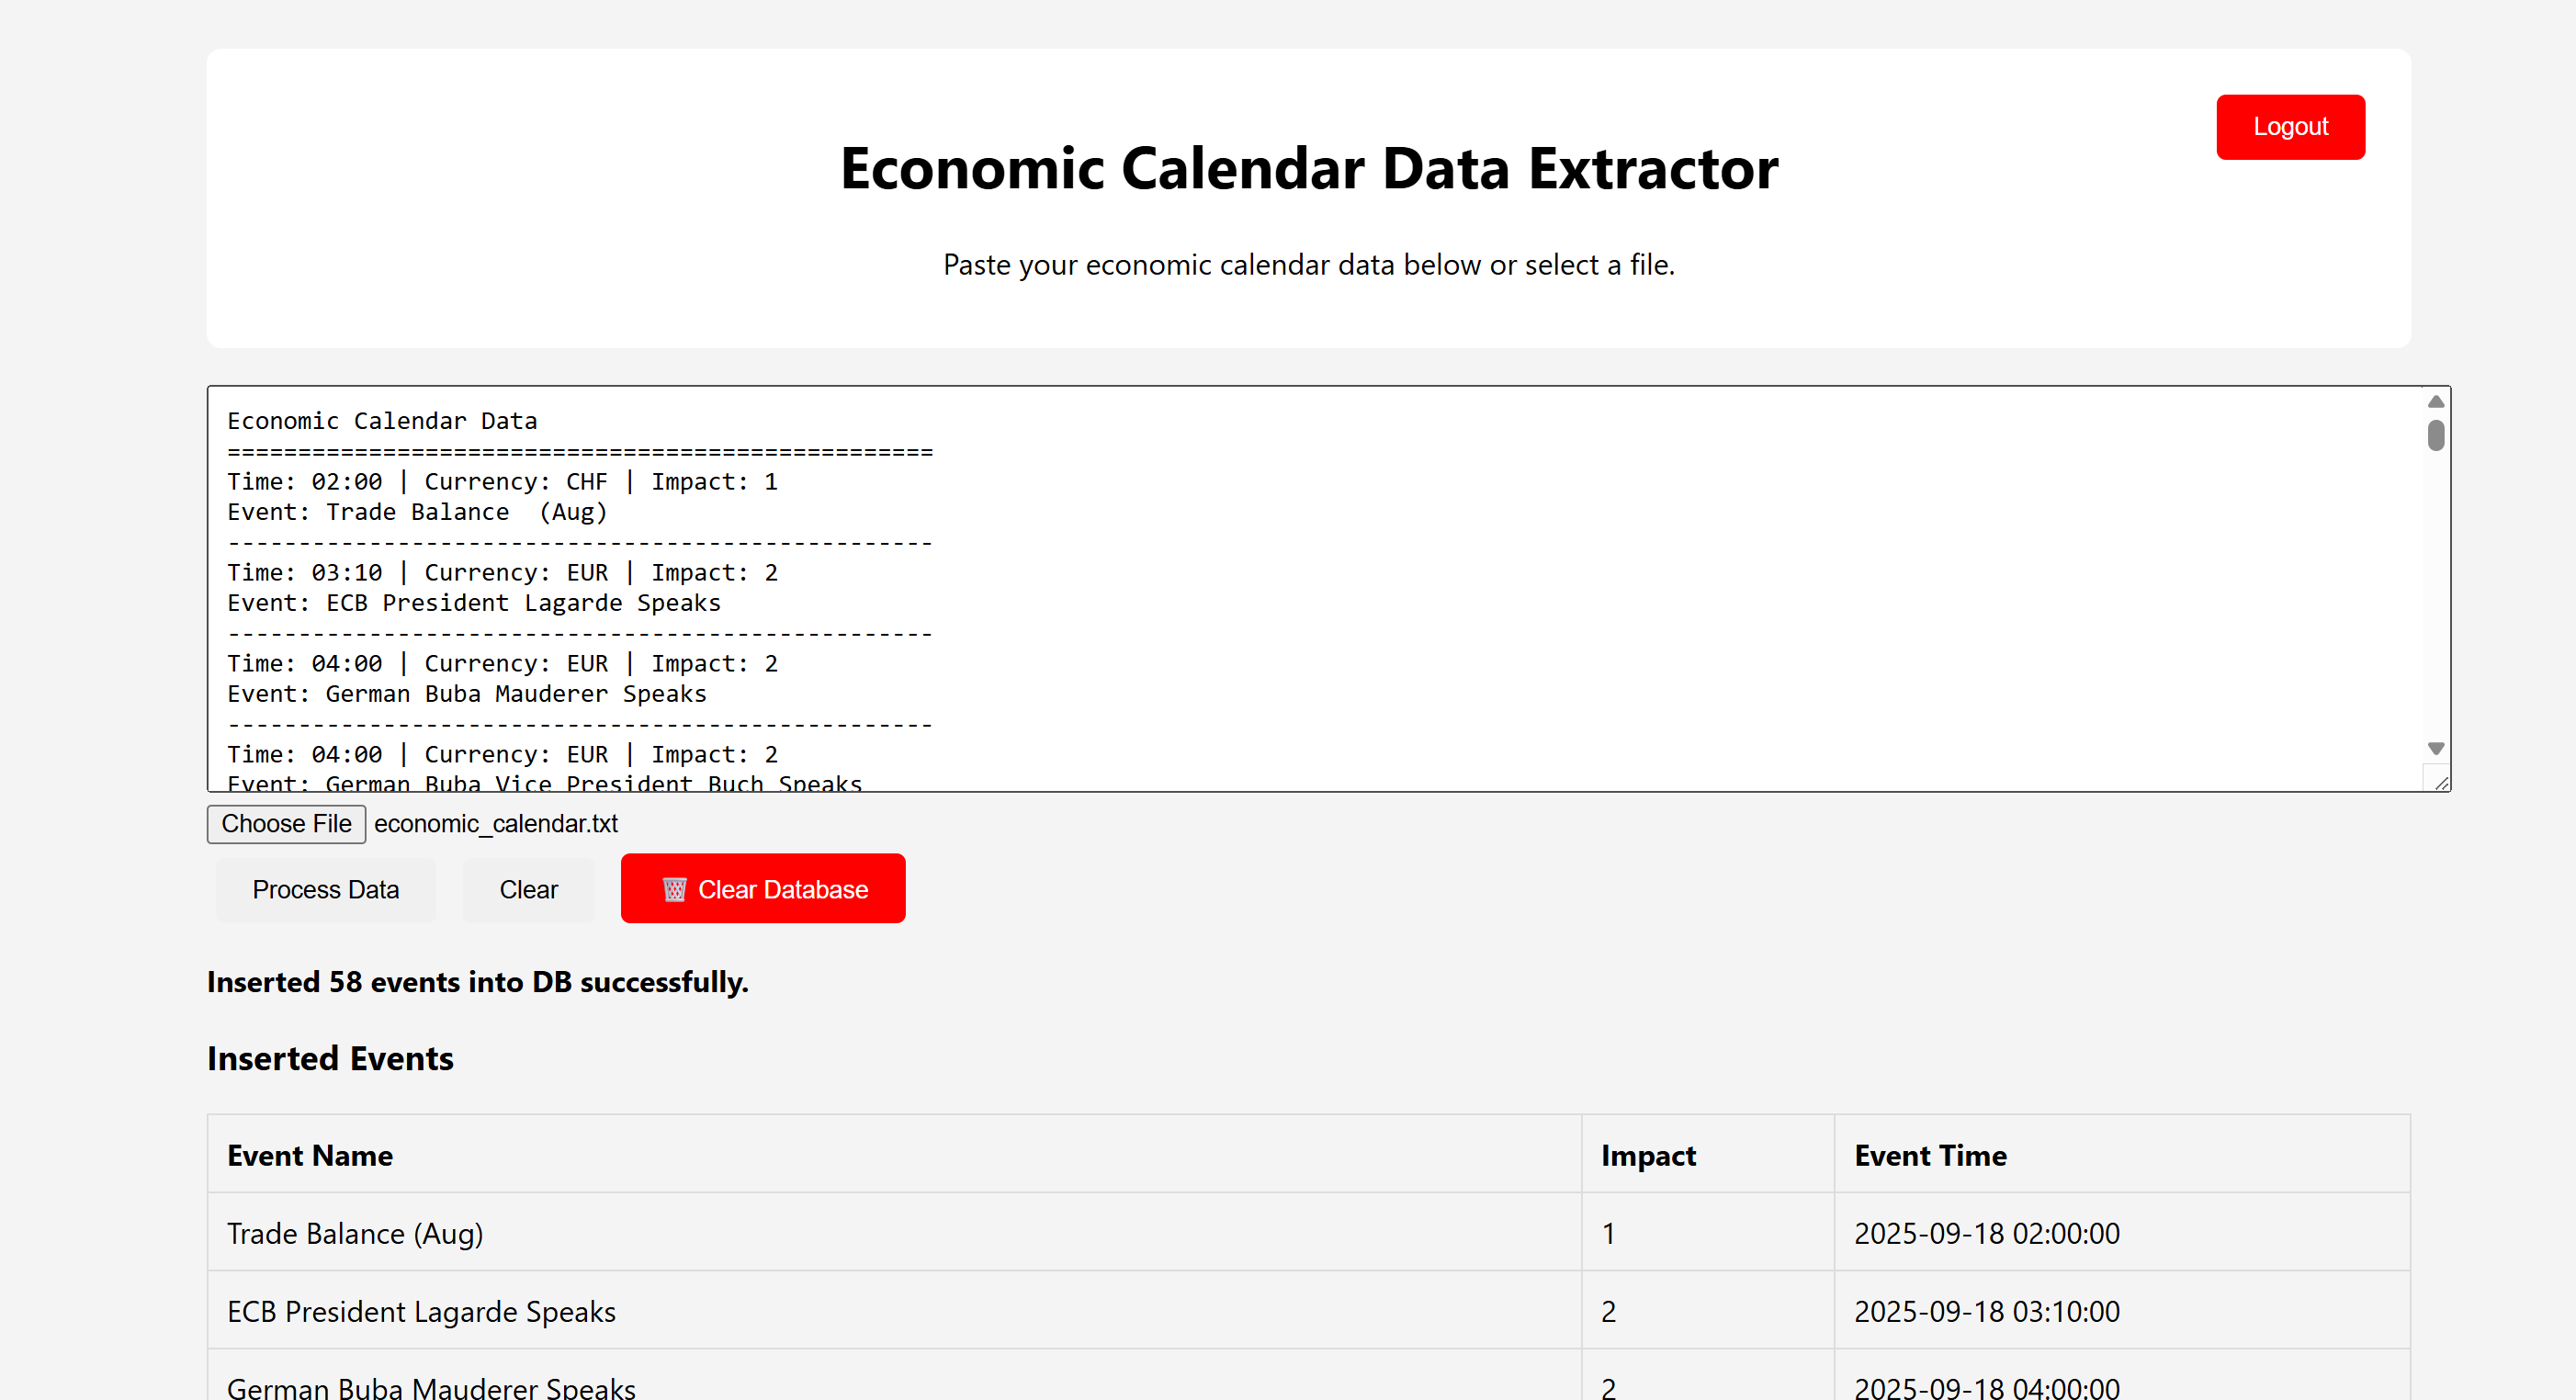 Logout
Economic Calendar Data Extractor
Paste your economic calendar data below or select a file.
Economic Calendar Data
==================================================
Time: 02:00 | Currency: CHF | Impact: 1
Event: Trade Balance  (Aug)
--------------------------------------------------
Time: 03:10 | Currency: EUR | Impact: 2
Event: ECB President Lagarde Speaks
--------------------------------------------------
Time: 04:00 | Currency: EUR | Impact: 2
Event: German Buba Mauderer Speaks
--------------------------------------------------
Time: 04:00 | Currency: EUR | Impact: 2
Event: German Buba Vice President Buch Speaks
Choose File economic_calendar.txt
Process Data Clear 🗑️ Clear Database
Inserted 58 events into DB successfully.
Inserted Events
Event Name Impact Event Time
Trade Balance (Aug) 1 2025-09-18 02:00:00
ECB President Lagarde Speaks 2 2025-09-18 03:10:00
German Buba Mauderer Speaks 2 2025-09-18 04:00:00